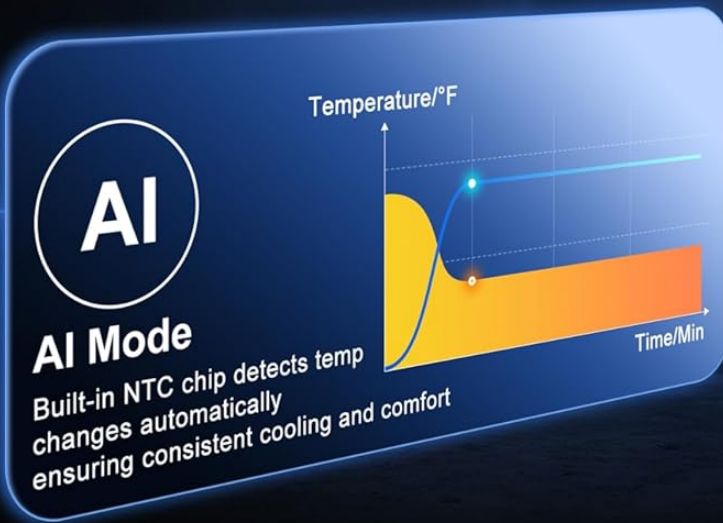 Temperature/°F
AI
AI Mode
Built-in NTC chip detects temp
changes automatically
ensuring consistent cooling and comfort
Time/Min